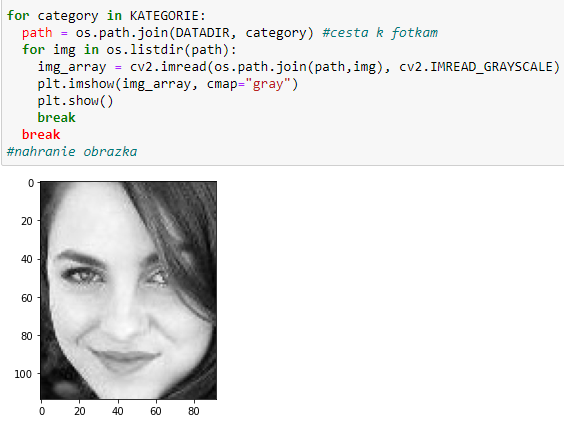 for category in KATEGORIE:
path = os.path.join(DATADIR, category) #cesta k fotkam
for img in os.listdir(path):
img_array = cv2.imread(os.path.join(path,img), cv2.IMREAD_GRAYSCALE)
plt.imshow(img_array, cmap="gray")
plt.show()
break
break
#nahranie obrazka
0
20
40
60
80
100
0 20 40 60 80